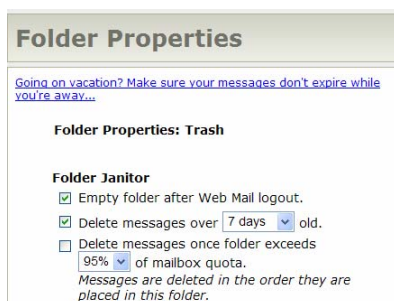 Folder Properties
Going on vacation? Make sure your messages don't expire while
you're away...
Folder Properties: Trash
Folder Janitor
Empty folder after Web Mail logout.
Delete messages over 7 days old.
Delete messages once folder exceeds
95% of mailbox quota.
Messages are deleted in the order they are
placed in this folder.